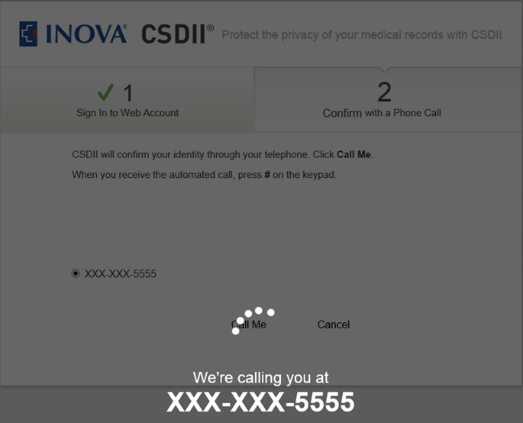 INOVA® CSDII® Protect the privacy of your medical records with CSDII
1
Sign In to Web Account
2
Confirm with a Phone Call
CSDII will confirm your identity through your telephone. Click Call Me.
When you receive the automated call, press # on the keypad.
XXX-XXX-5555
Call Me Cancel
We're calling you at
XXX-XXX-5555